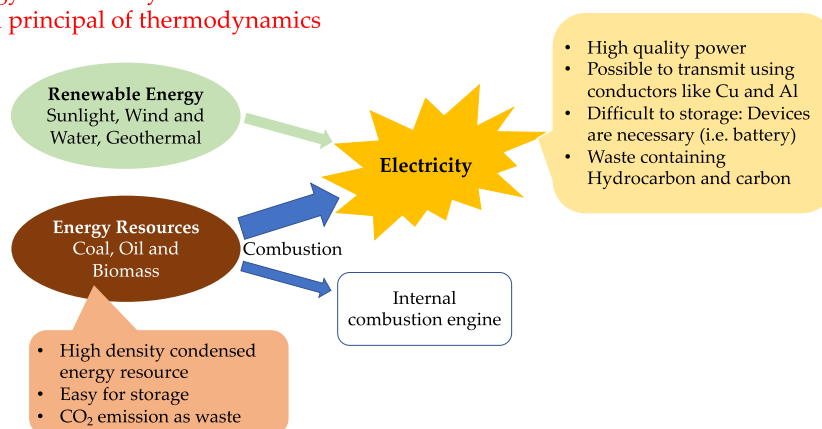 principal of thermodynamics
Renewable Energy
Sunlight, Wind and
Water, Geothermal
Electricity
• High quality power
• Possible to transmit using
conductors like Cu and Al
• Difficult to storage: Devices
are necessary (i.e. battery)
• Waste containing
Hydrocarbon and carbon
Energy Resources
Coal, Oil and
Biomass
Combustion
Internal
combustion engine
• High density condensed
energy resource
• Easy for storage
• CO₂ emission as waste